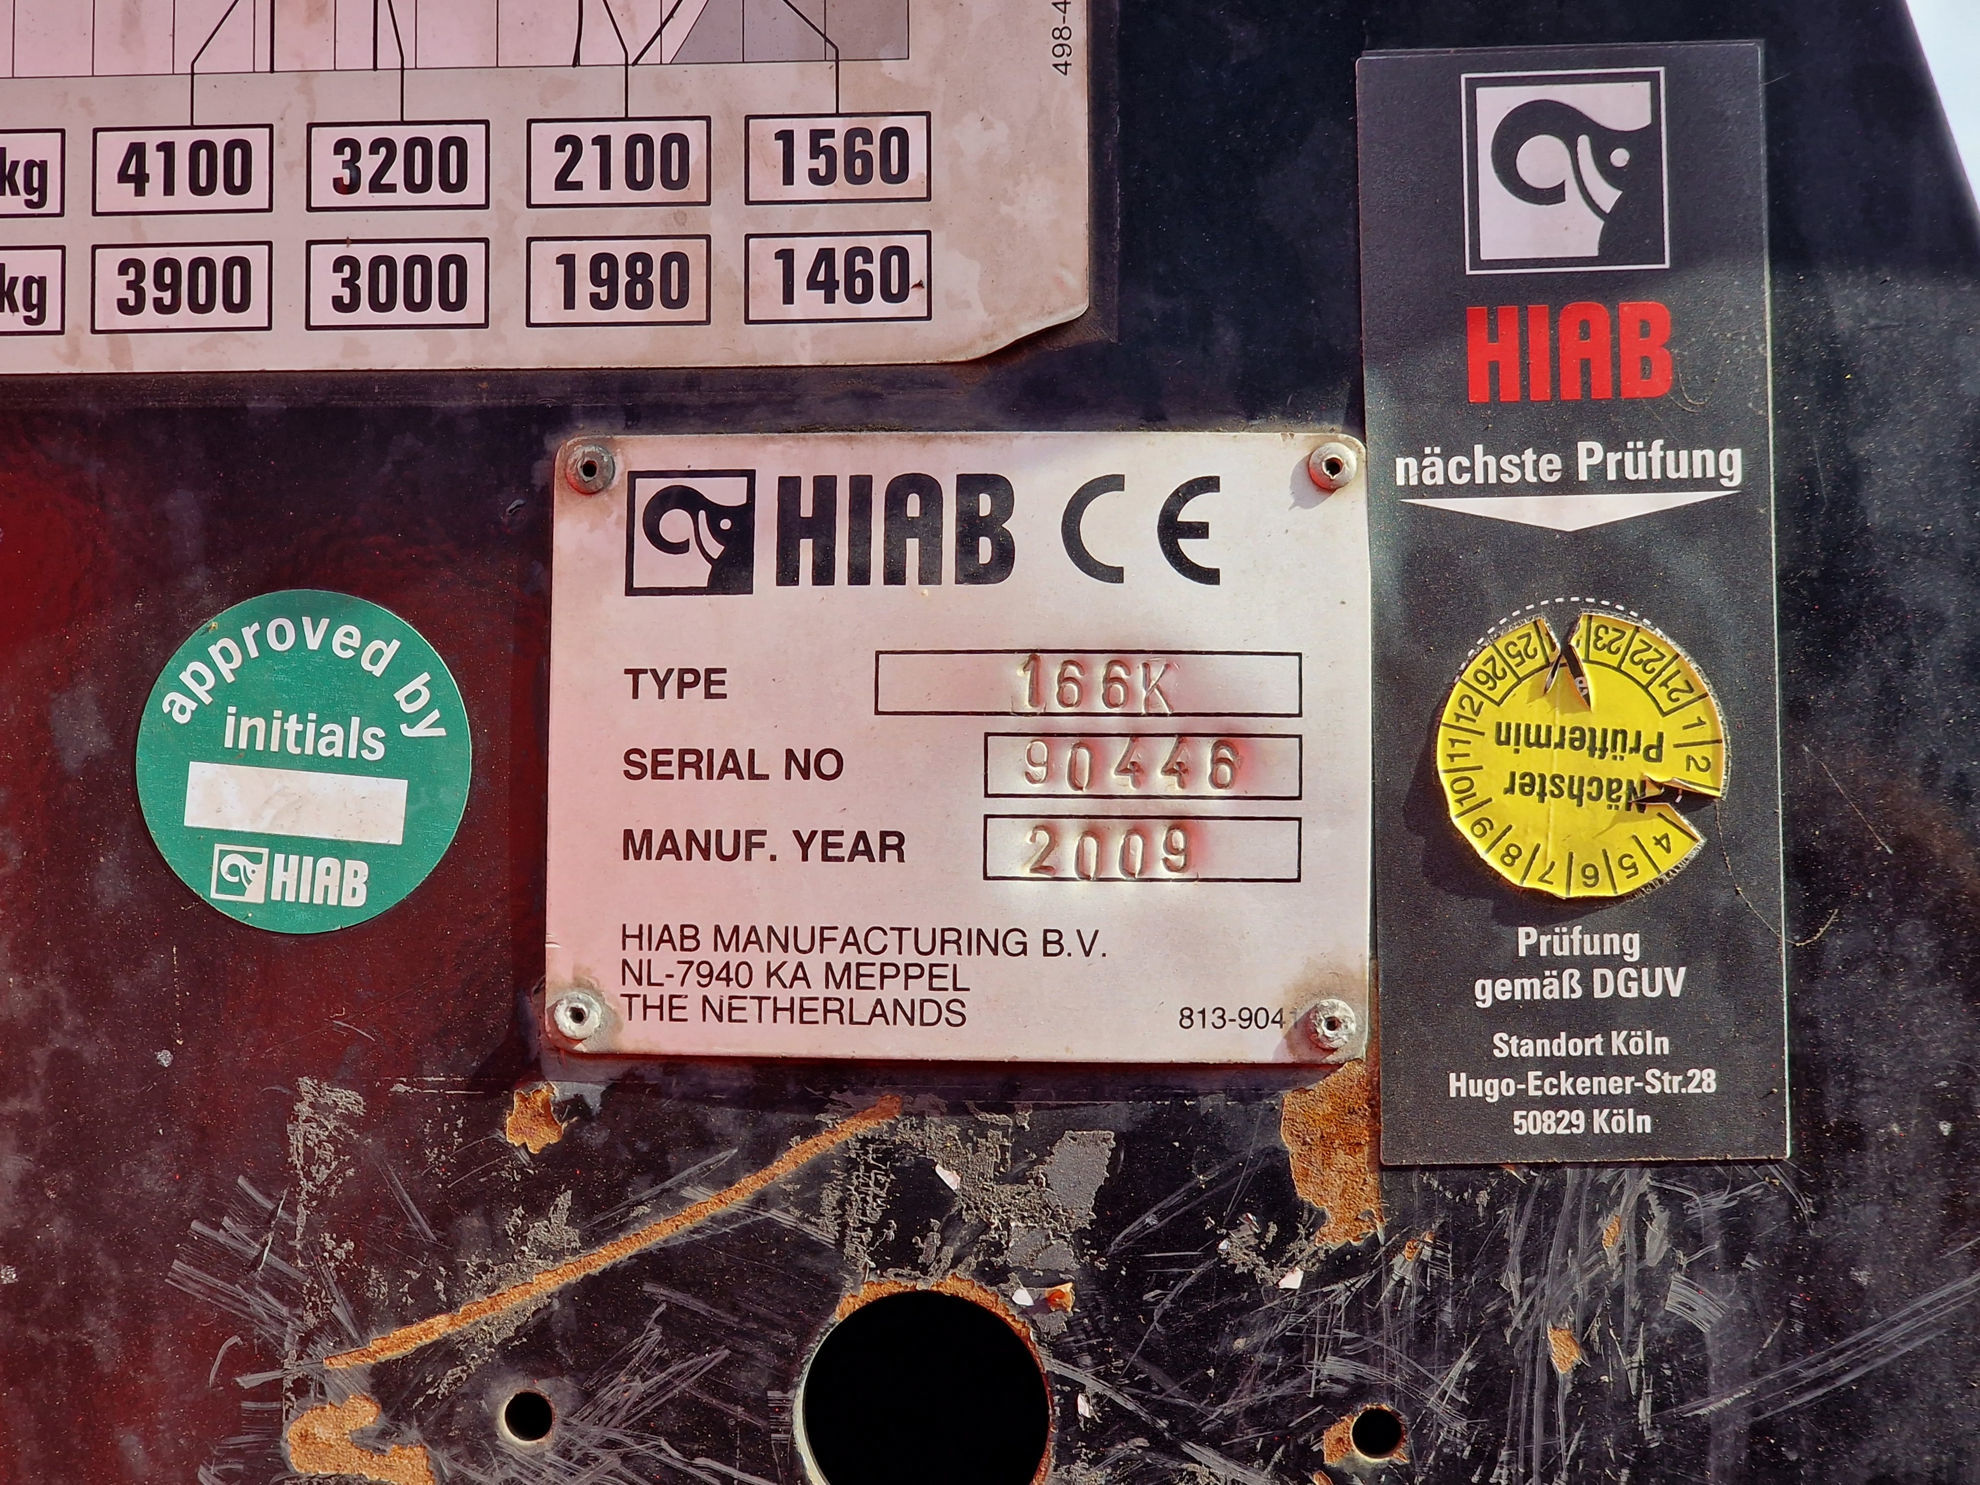 498-4
kg 4100 3200 2100 1560
kg 3900 3000 1980 1460
HIAB
nächste Prüfung
HIAB CE
TYPE 166K
SERIAL NO 90446
MANUF. YEAR 2009
HIAB MANUFACTURING B.V.
NL-7940 KA MEPPEL
THE NETHERLANDS
813-904
approved by
initials
HIAB
25 26 23 22 21
12 11 10 9 8 7 6 5 4 2 1
Nächster
Prüftermin
Prüfung
gemäß DGUV
Standort Köln
Hugo-Eckener-Str.28
50829 Köln